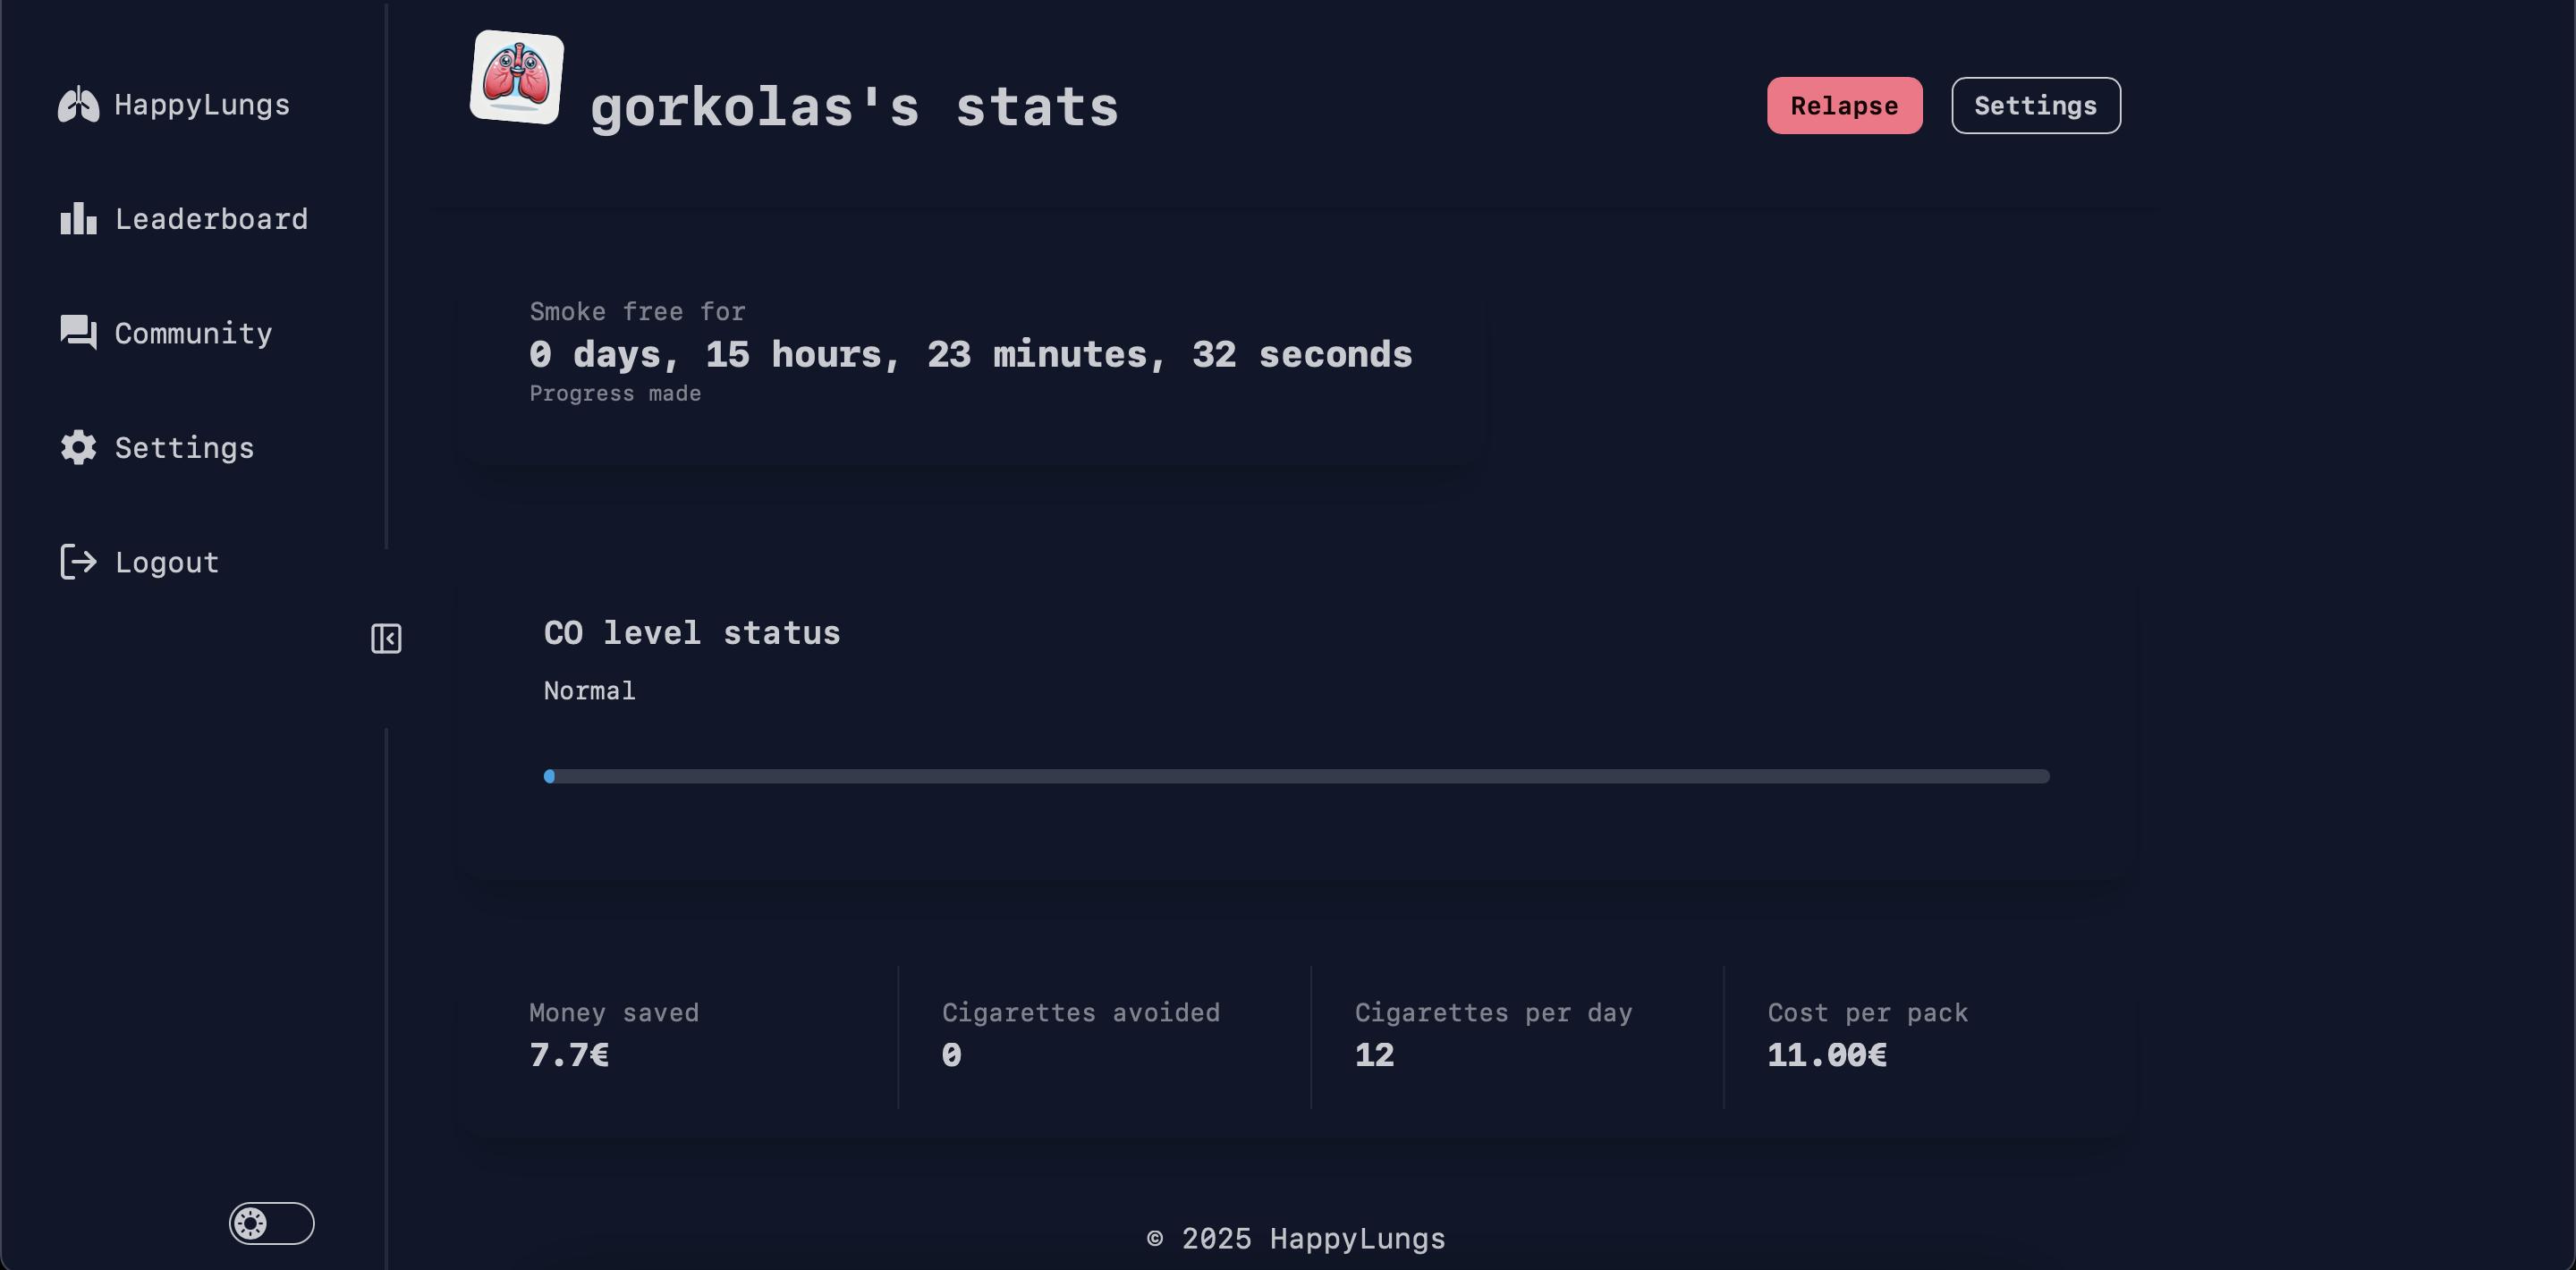 HappyLungs
Leaderboard
Community
Settings
Logout
gorkolas's stats
Relapse
Settings
Smoke free for
0 days, 15 hours, 23 minutes, 32 seconds
Progress made
CO level status
Normal
Money saved
7.7€
Cigarettes avoided
0
Cigarettes per day
12
Cost per pack
11.00€
© 2025 HappyLungs